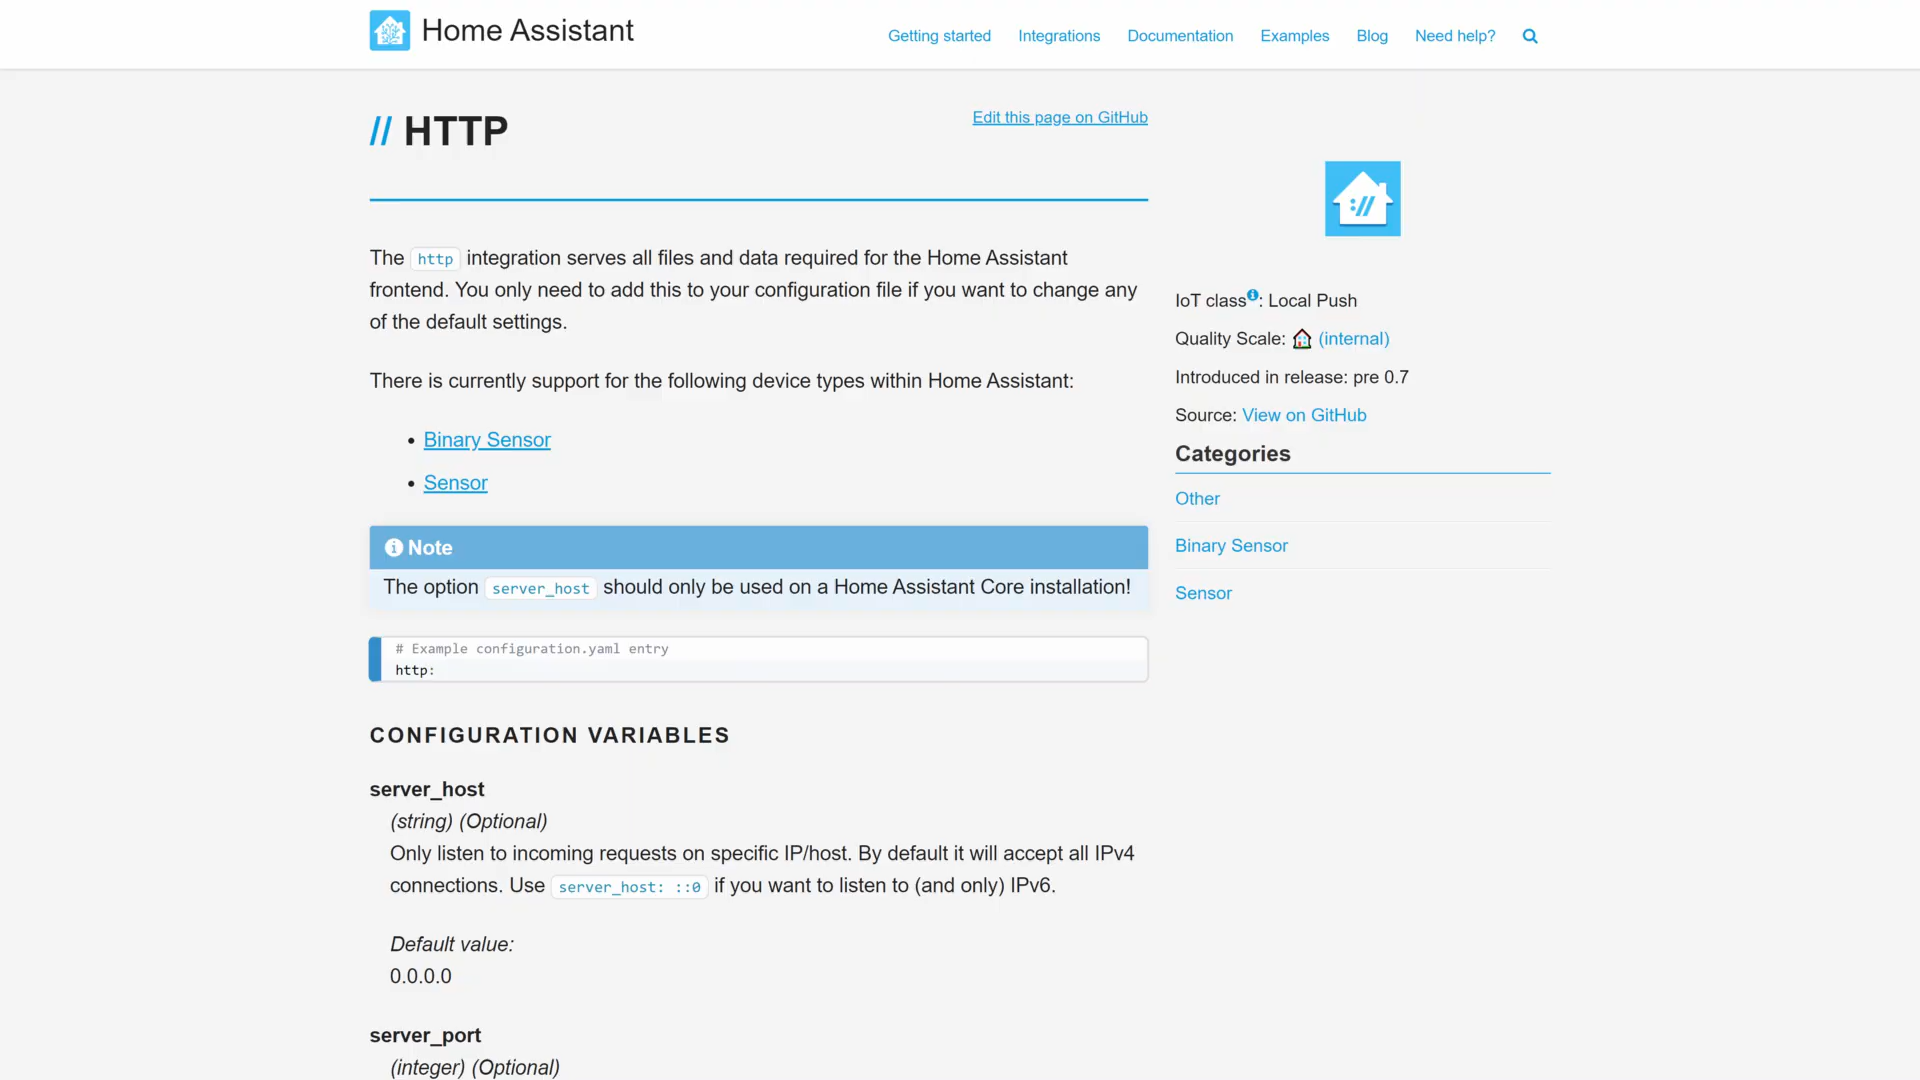 Home Assistant
Getting started
Integrations
Documentation
Examples
Blog
Need help?
// HTTP
Edit this page on GitHub
The http integration serves all files and data required for the Home Assistant
frontend. You only need to add this to your configuration file if you want to change any
of the default settings.
There is currently support for the following device types within Home Assistant:
• Binary Sensor
• Sensor
Note
The option server_host should only be used on a Home Assistant Core installation!
# Example configuration.yaml entry
http:
CONFIGURATION VARIABLES
server_host
(string) (Optional)
Only listen to incoming requests on specific IP/host. By default it will accept all IPv4
connections. Use server_host: ::0 if you want to listen to (and only) IPv6.
Default value:
0.0.0.0
server_port
(integer) (Optional)
://
IoT class: Local Push
Quality Scale: 🏠 (internal)
Introduced in release: pre 0.7
Source: View on GitHub
Categories
Other
Binary Sensor
Sensor